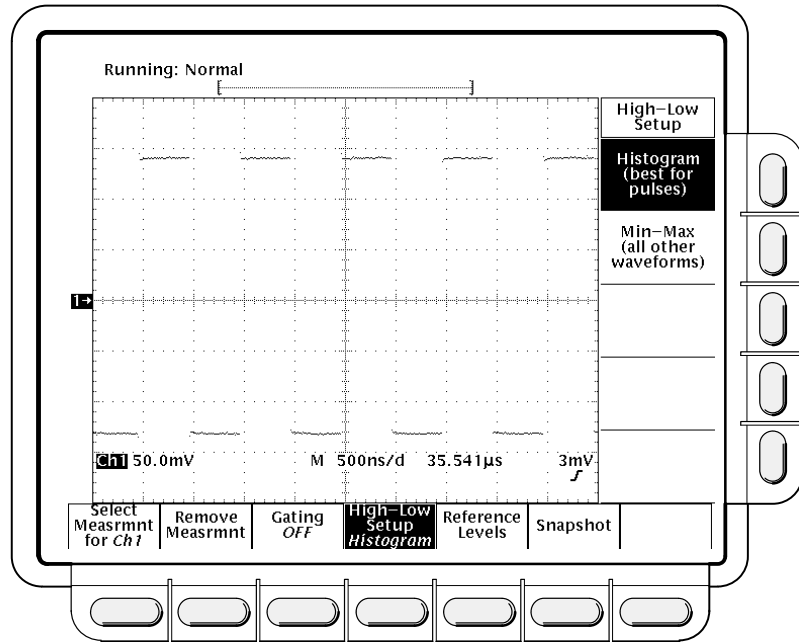 Running: Normal
High–Low
Setup
Histogram
(best for
pulses)
Min–Max
(all other
waveforms)
1→
Ch1 50.0mV M 500ns/d 35.541µs 3mV
Select
Measrmnt
for Ch1
Remove
Measrmnt
Gating
OFF
High–Low
Setup
Histogram
Reference
Levels
Snapshot